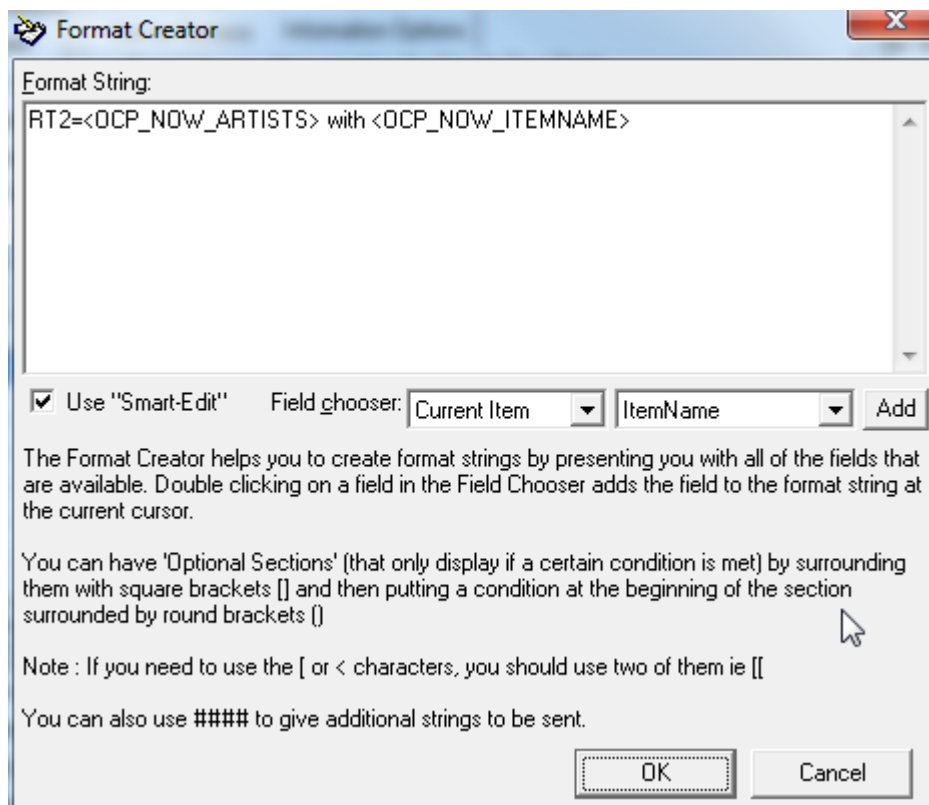 Format Creator
Information Options
Format String:
RT2=<OCP_NOW_ARTISTS> with <OCP_NOW_ITEMNAME>
Use "Smart-Edit" Field chooser: Current Item ItemName Add
The Format Creator helps you to create format strings by presenting you with all of the fields that
are available. Double clicking on a field in the Field Chooser adds the field to the format string at
the current cursor.
You can have 'Optional Sections' (that only display if a certain condition is met) by surrounding
them with square brackets [] and then putting a condition at the beginning of the section
surrounded by round brackets ()
Note : If you need to use the [ or < characters, you should use two of them ie [[
You can also use #### to give additional strings to be sent.
OK Cancel